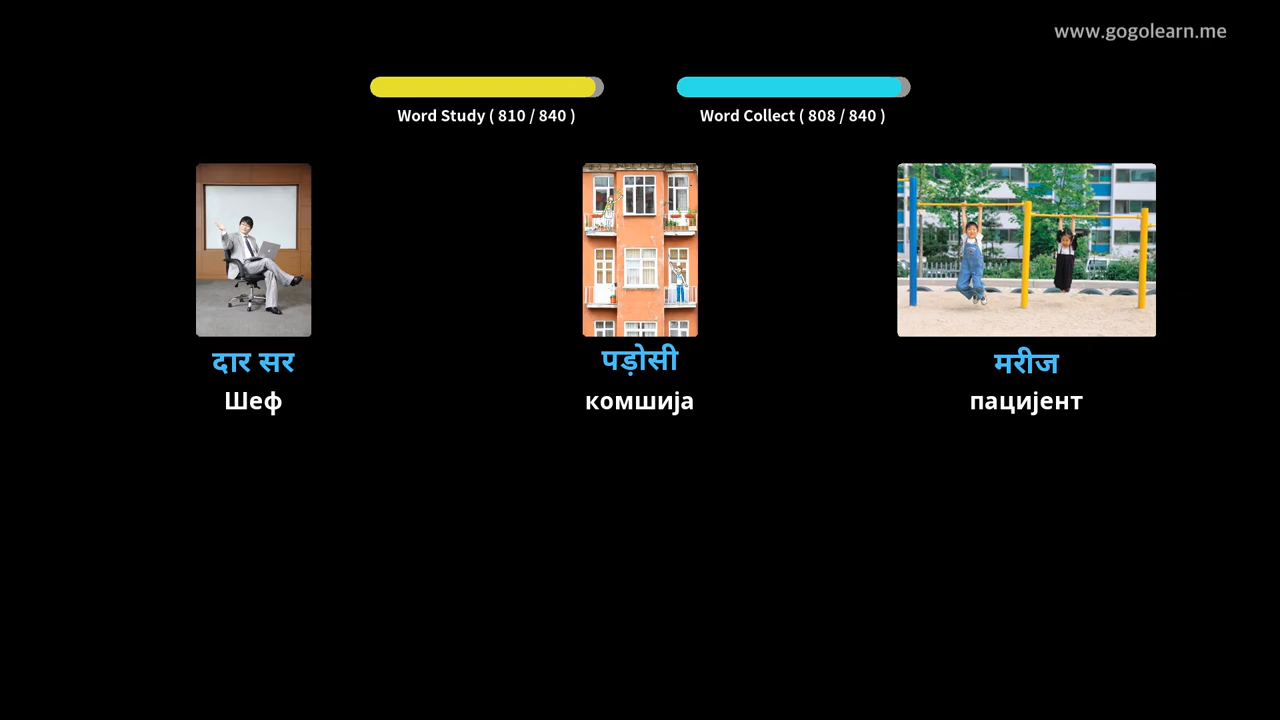 www.gogolearn.me
Word Study ( 810 / 840 )
Word Collect ( 808 / 840 )
दार सर
पड़ोसी
मरीज
Шеф
комшија
пацијент